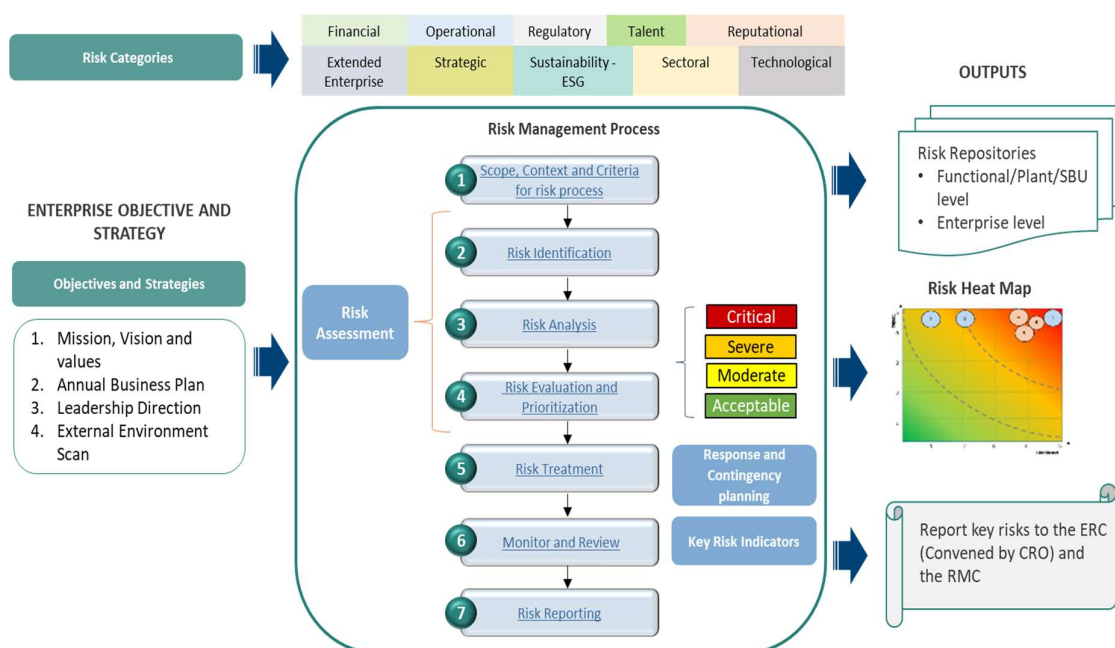 Risk Categories
Financial
Operational
Regulatory
Talent
Reputational
Extended
Enterprise
Strategic
Sustainability-
ESG
Sectoral
Technological
ENTERPRISE OBJECTIVE AND
STRATEGY
Objectives and Strategies
1. Mission, Vision and
values
2. Annual Business Plan
3. Leadership Direction
4. External Environment
Scan
Risk Management Process
1
Scope, Context and Criteria
for risk process
2
Risk Identification
Risk
Assessment
3
Risk Analysis
4
Risk Evaluation and
Prioritization
Critical
Severe
Moderate
Acceptable
5
Risk Treatment
Response and
Contingency
planning
6
Monitor and Review
Key Risk Indicators
7
Risk Reporting
OUTPUTS
Risk Repositories
• Functional/Plant/SBU
level
• Enterprise level
Risk Heat Map
Report key risks to the ERC
(Convened by CRO) and
the RMC